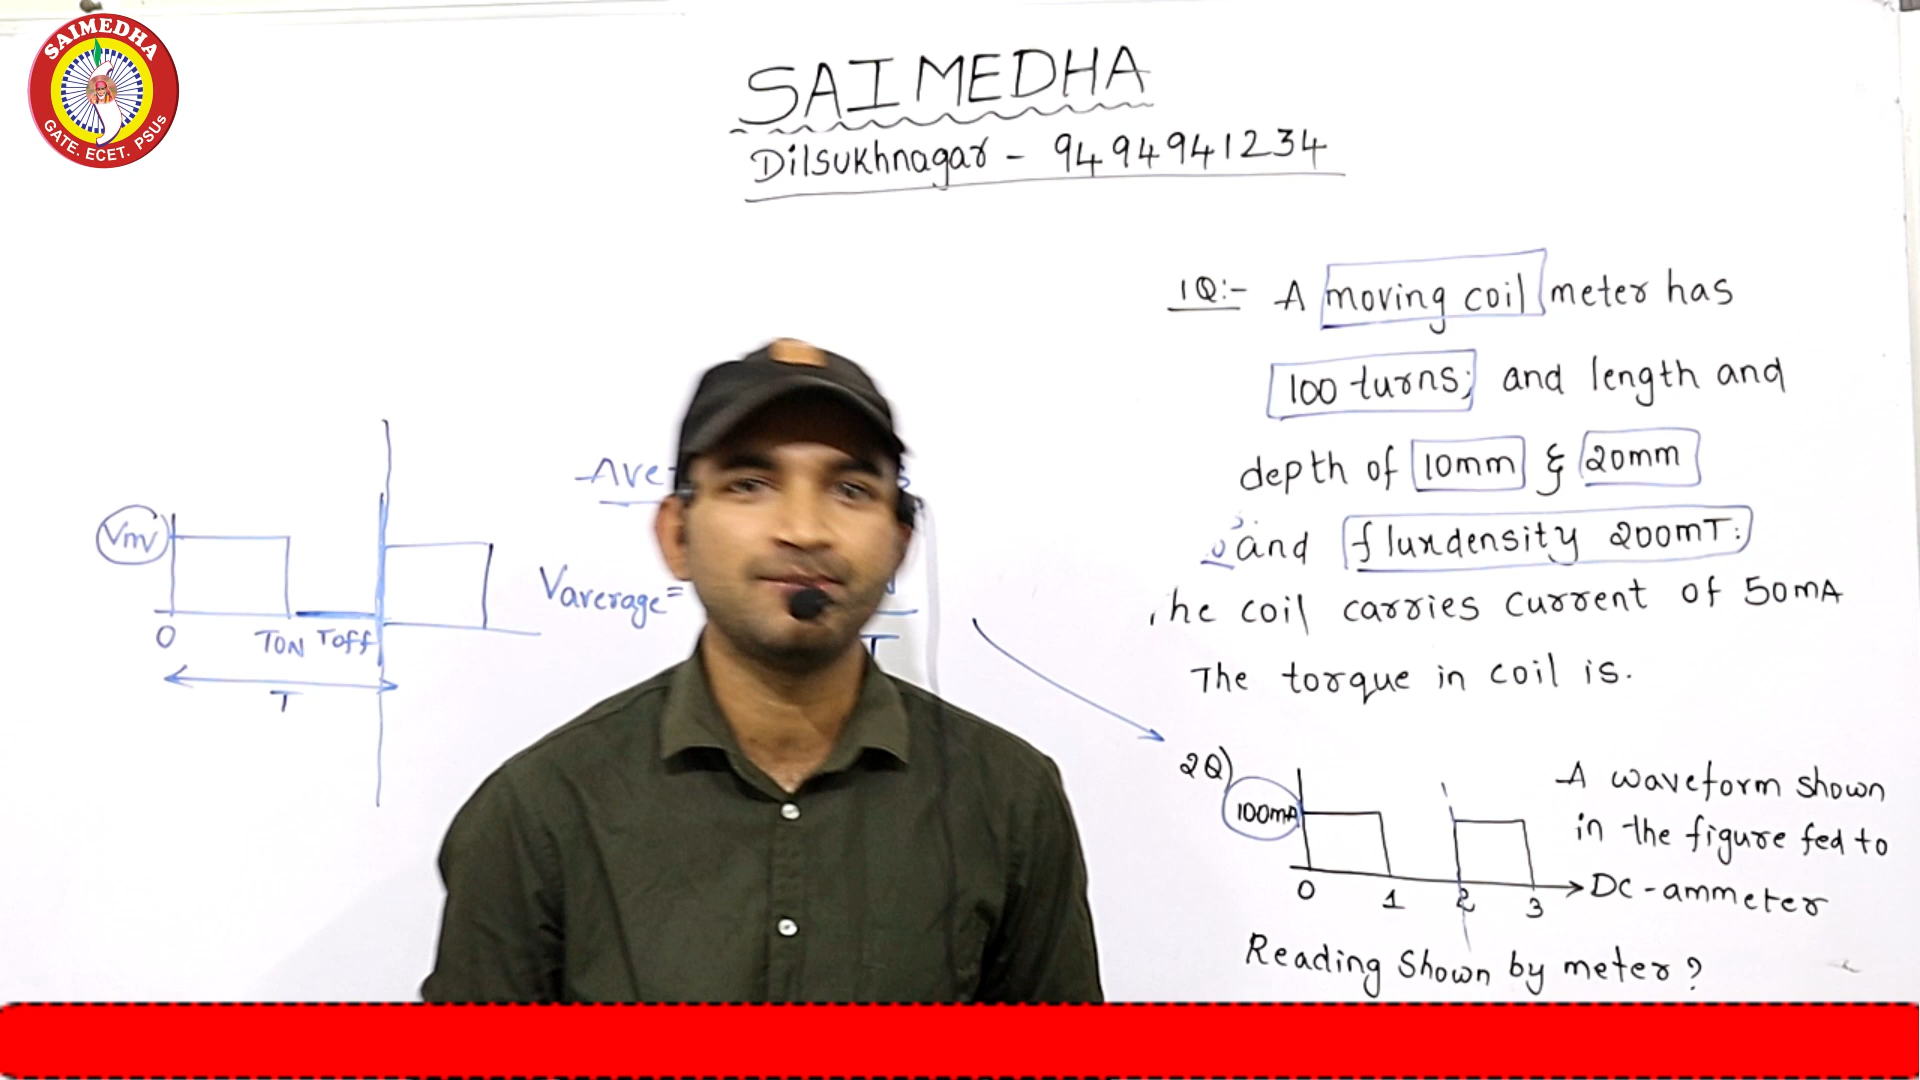 SAIMEDHA
GATE. ECET. PSUs
SAIMEDHA
Dilsukhnagar - 9494941234
1Q:- A moving coil meter has
100 turns; and length and
depth of 10mm & 20mm
and fluxdensity 200mT.
he coil carries current of 50mA
The torque in coil is.
Vm
0 TON Toff
T
Vaverage=
T
2Q)
100mA
0 1 2 3
A waveform shown
in the figure fed to
DC-ammeter
Reading Shown by meter?